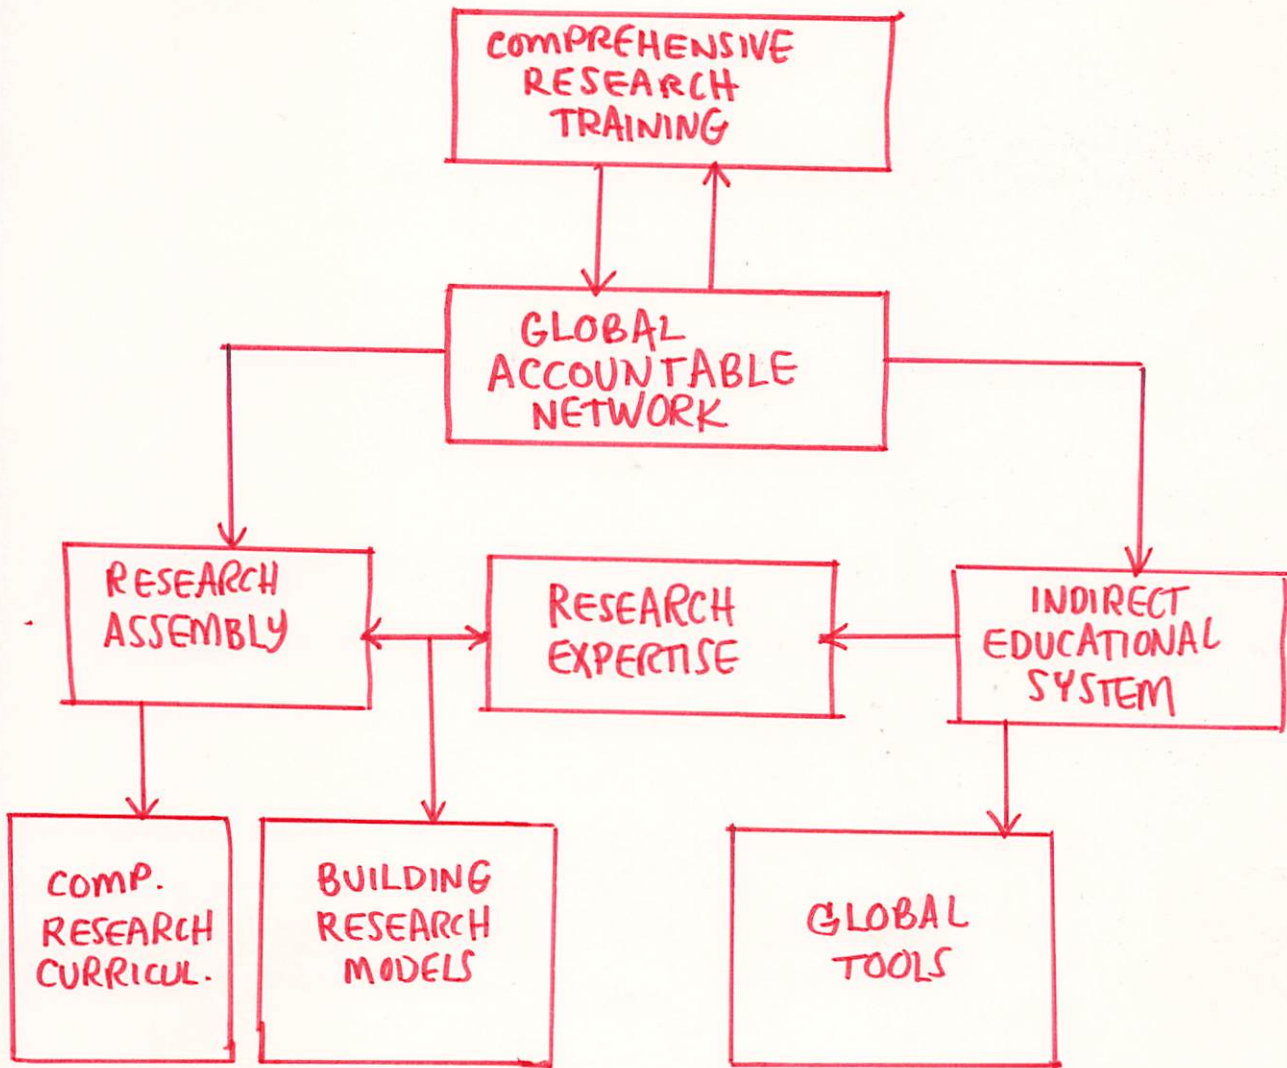 COMPREHENSIVE
RESEARCH
TRAINING
GLOBAL
ACCOUNTABLE
NETWORK
RESEARCH
ASSEMBLY
RESEARCH
EXPERTISE
INDIRECT
EDUCATIONAL
SYSTEM
COMP.
RESEARCH
CURRICUL.
BUILDING
RESEARCH
MODELS
GLOBAL
TOOLS